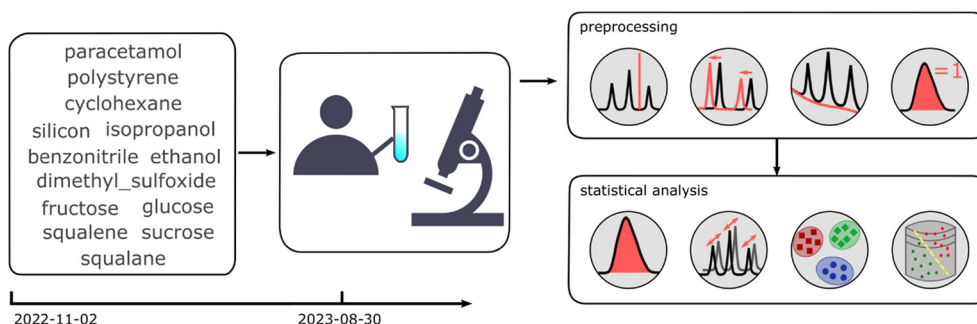 paracetamol
polystyrene
cyclohexane
silicon isopropanol
benzonitrile ethanol
dimethyl_sulfoxide
fructose glucose
squalene sucrose
squalane
2022-11-02 2023-08-30
preprocessing
=1
statistical analysis